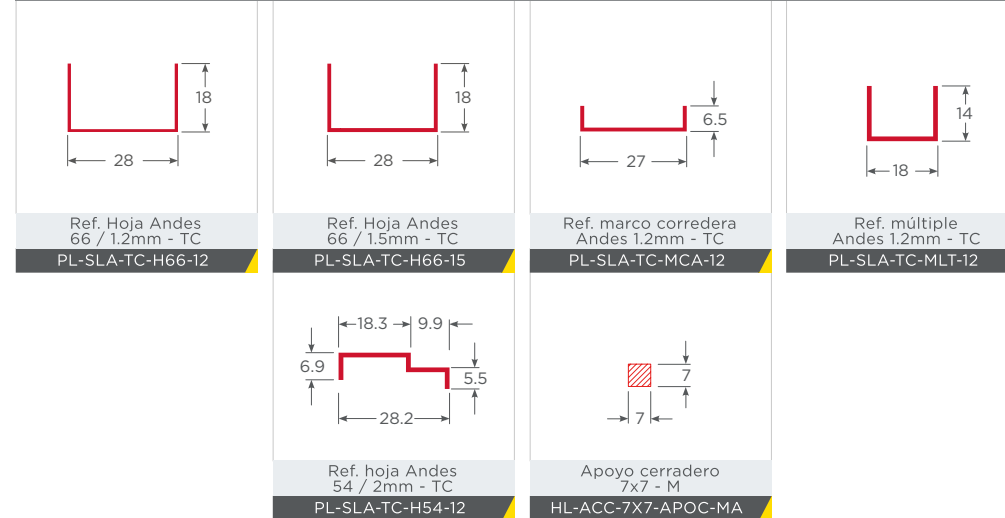 18
28
Ref. Hoja Andes
66 / 1.2mm - TC
PL-SLA-TC-H66-12
18
28
Ref. Hoja Andes
66 / 1.5mm - TC
PL-SLA-TC-H66-15
6.5
27
Ref. marco corredera
Andes 1.2mm - TC
PL-SLA-TC-MCA-12
14
18
Ref. múltiple
Andes 1.2mm - TC
PL-SLA-TC-MLT-12
18.3 9.9
6.9
5.5
28.2
Ref. hoja Andes
54 / 2mm - TC
PL-SLA-TC-H54-12
7
7
Apoyo cerradero
7x7 - M
HL-ACC-7X7-APOC-MA